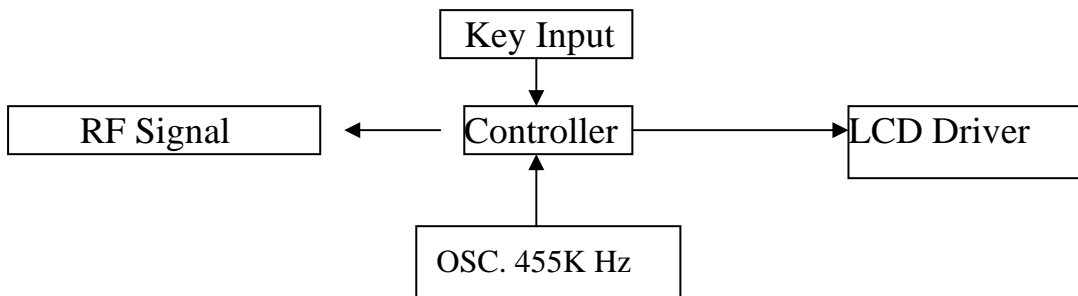 Key Input
RF Signal
Controller
LCD Driver
OSC. 455K Hz